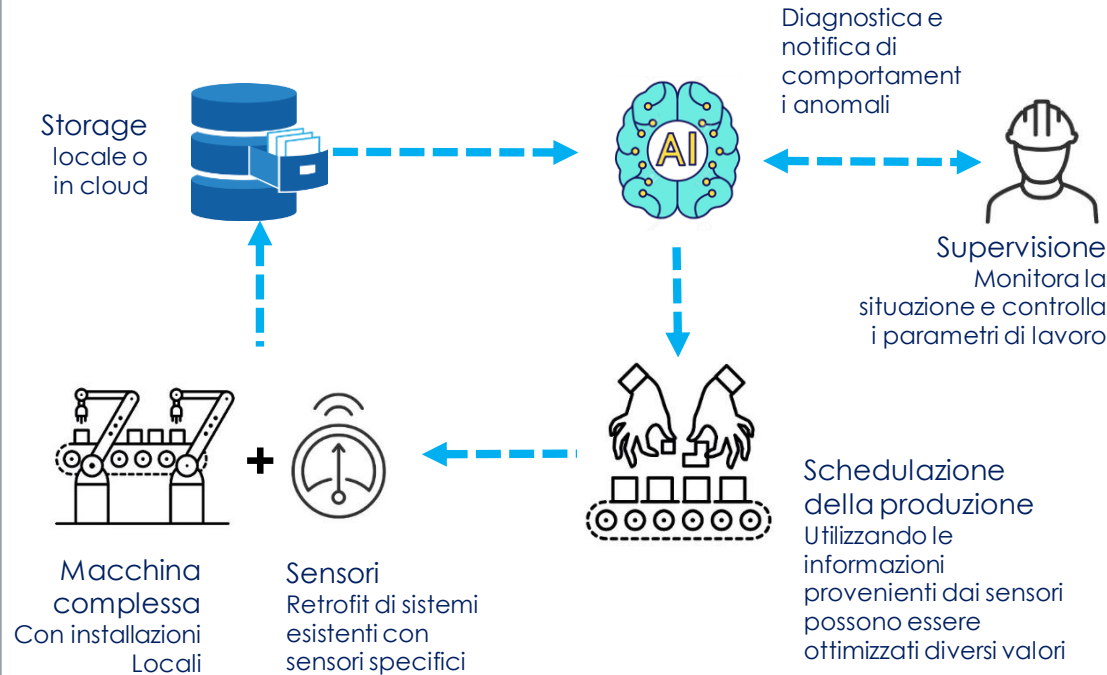 Diagnostica e
notifica di
comportament
i anomali
Storage
locale o
in cloud
AI
Supervisione
Monitora la
situazione e controlla
i parametri di lavoro
+
Macchina
complessa
Con installazioni
Locali
Sensori
Retrofit di sistemi
esistenti con
sensori specifici
Schedulazione
della produzione
Utilizzando le
informazioni
provenienti dai sensori
possono essere
ottimizzati diversi valori